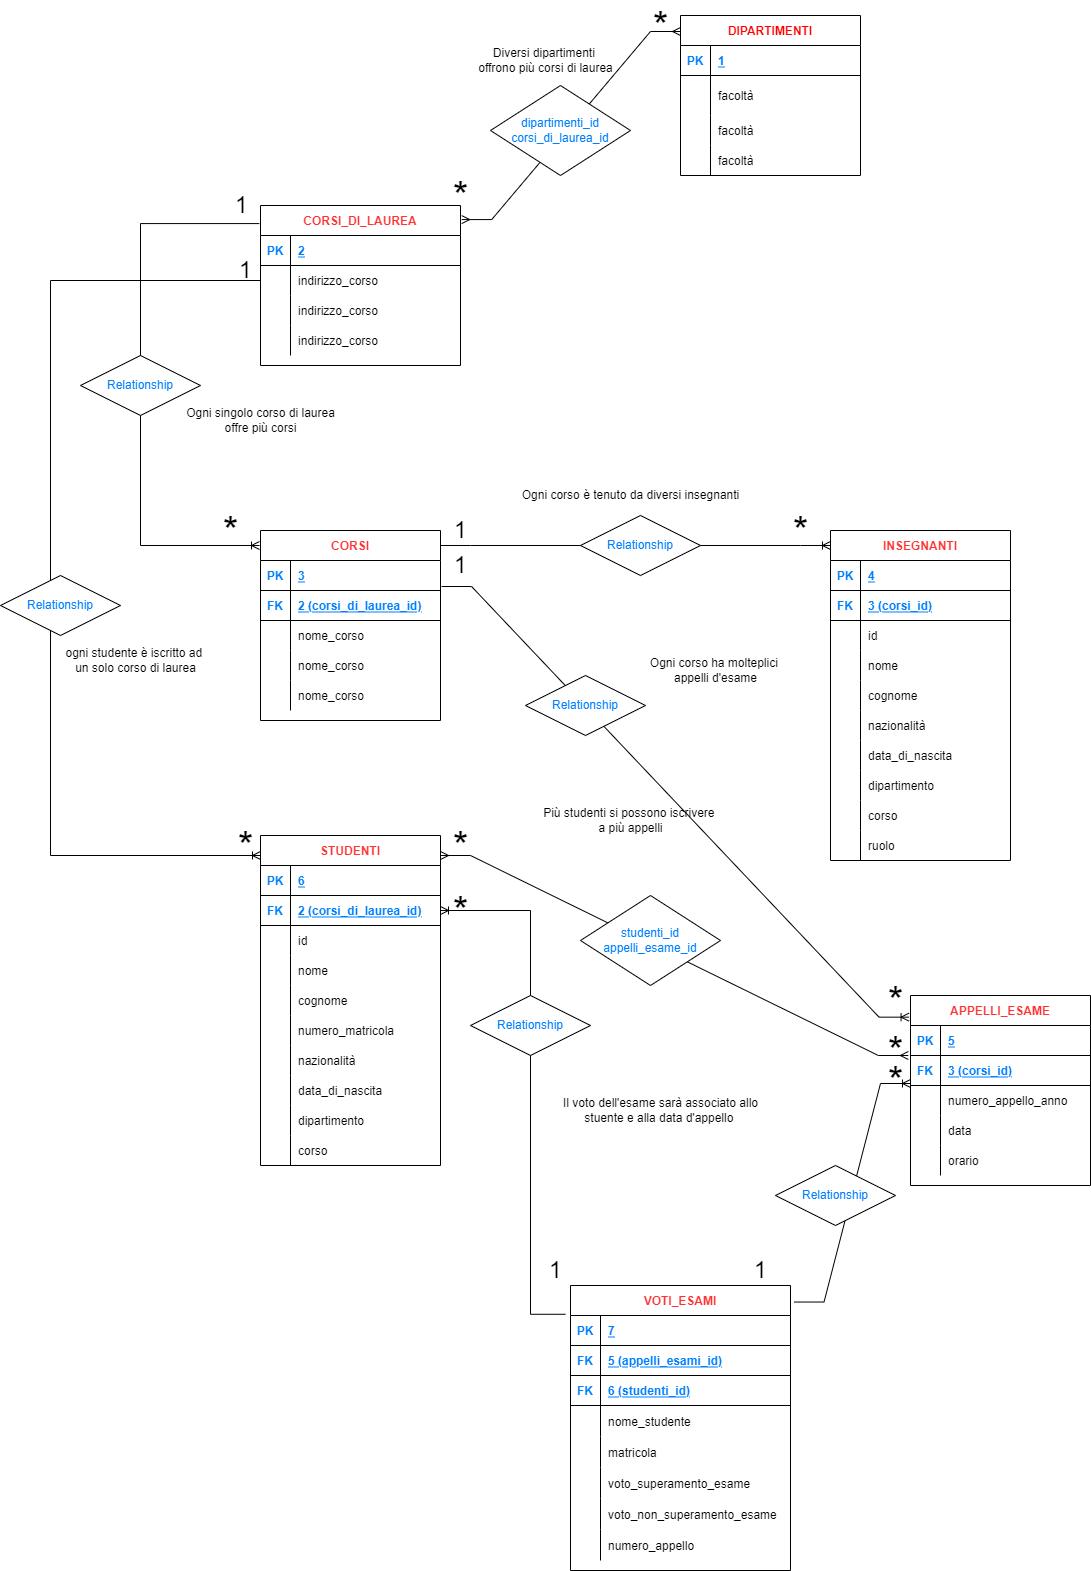 *
DIPARTIMENTI
PK 1
facoltà
facoltà
facoltà
Diversi dipartimenti
offrono più corsi di laurea
dipartimenti_id
corsi_di_laurea_id
*
1
CORSI_DI_LAUREA
PK 2
1
indirizzo_corso
indirizzo_corso
indirizzo_corso
Relationship
Ogni singolo corso di laurea
offre più corsi
*
CORSI
PK 3
FK 2 (corsi_di_laurea_id)
nome_corso
nome_corso
nome_corso
1
1
Ogni corso è tenuto da diversi insegnanti
Relationship
*
INSEGNANTI
PK 4
FK 3 (corsi_id)
id
nome
cognome
nazionalità
data_di_nascita
dipartimento
corso
ruolo
Relationship
ogni studente è iscritto ad
un solo corso di laurea
Ogni corso ha molteplici
appelli d'esame
Relationship
Più studenti si possono iscrivere
a più appelli
*
STUDENTI
PK 6
FK 2 (corsi_di_laurea_id)
id
nome
cognome
numero_matricola
nazionalità
data_di_nascita
dipartimento
corso
*
*
studenti_id
appelli_esame_id
Relationship
*
*
*
APPELLI_ESAME
PK 5
FK 3 (corsi_id)
numero_appello_anno
data
orario
Il voto dell'esame sarà associato allo
stuente e alla data d'appello
Relationship
1
1
VOTI_ESAMI
PK 7
FK 5 (appelli_esami_id)
FK 6 (studenti_id)
nome_studente
matricola
voto_superamento_esame
voto_non_superamento_esame
numero_appello